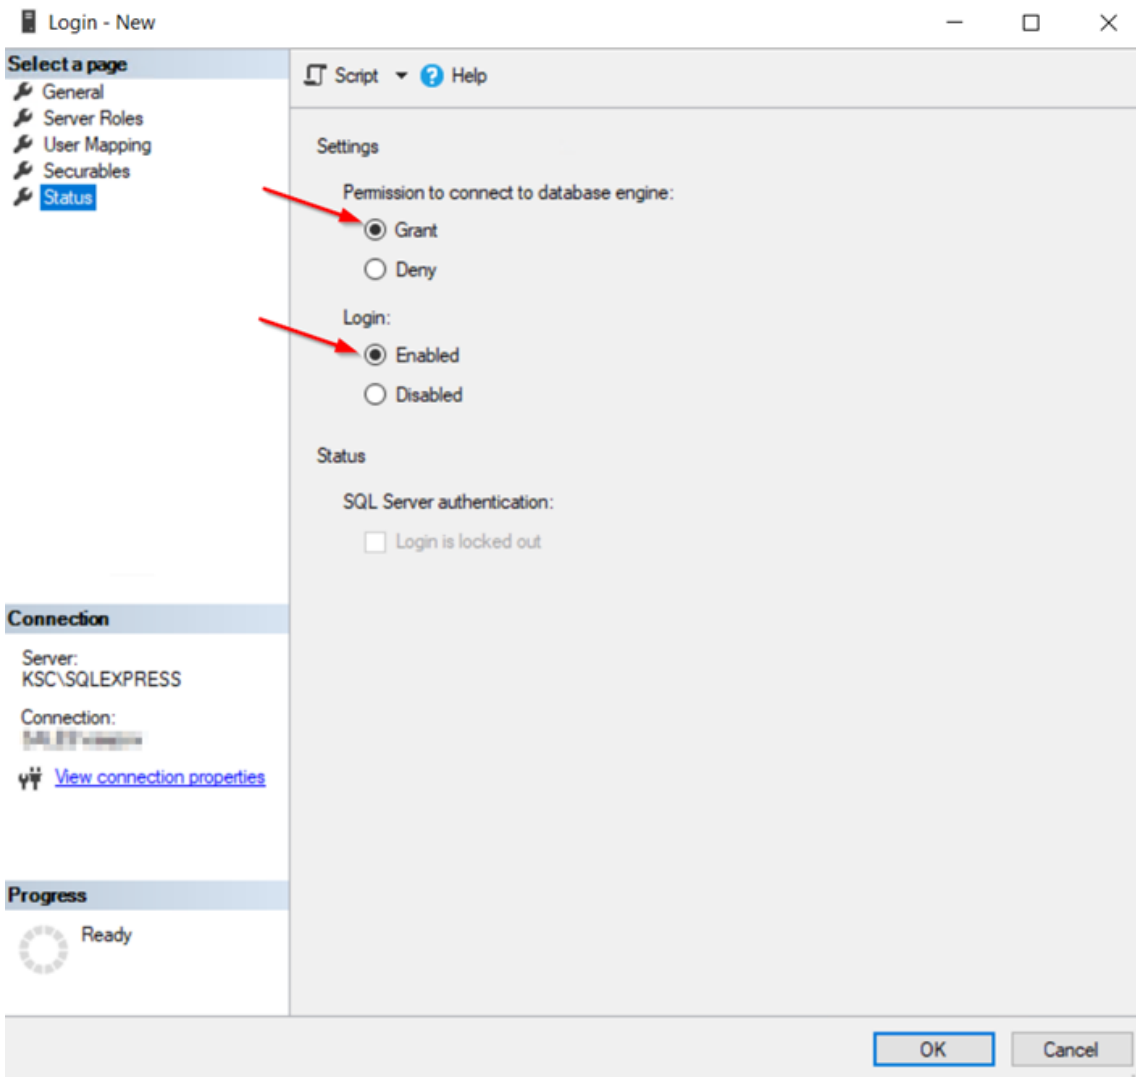 Login - New
Select a page
General
Server Roles
User Mapping
Securables
Status
Script
Help
Settings
Permission to connect to database engine:
Grant
Deny
Login:
Enabled
Disabled
Status
SQL Server authentication:
Login is locked out
Connection
Server:
KSC\SQLEXPRESS
Connection:
View connection properties
Progress
Ready
OK
Cancel